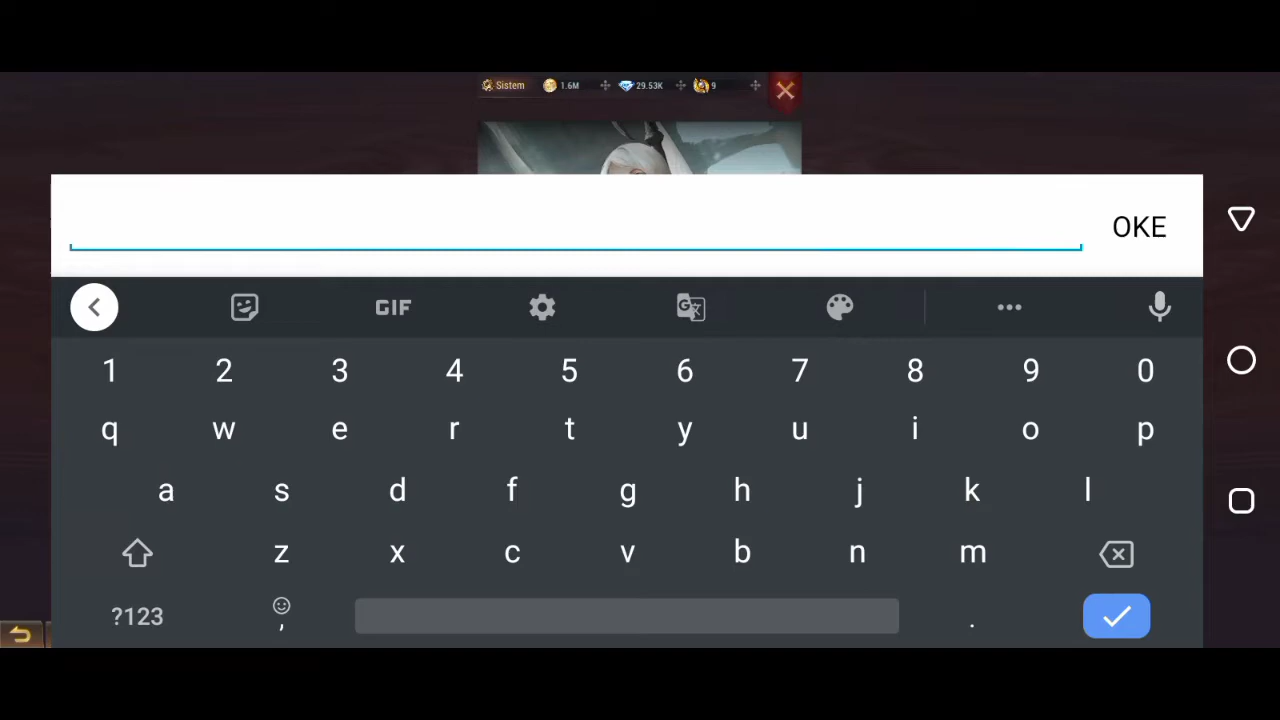 Sistem 1.6M 29.53K 9
OKE
GIF
1 2 3 4 5 6 7 8 9 0
q w e r t y u i o p
a s d f g h j k l
z x c v b n m
?123 , .